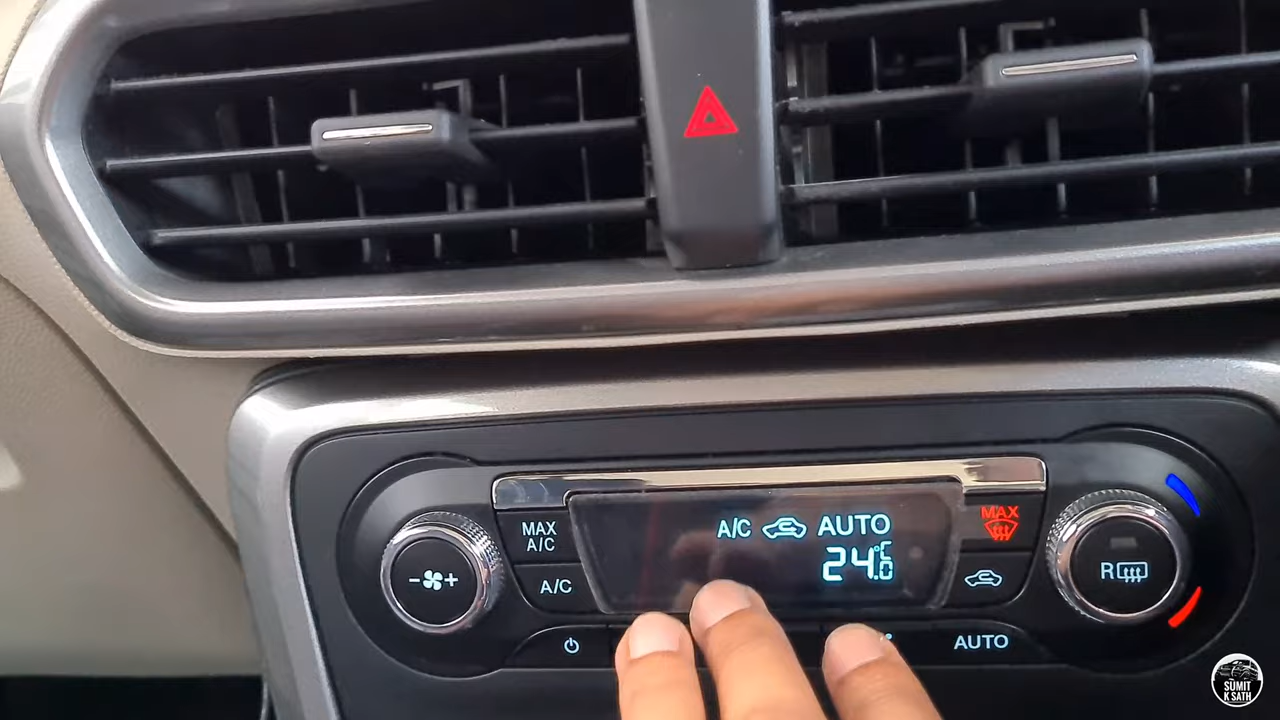 MAX
A/C
A/C
A/C AUTO
24.0°C
MAX
R
AUTO
- +
SUMIT
K SATH